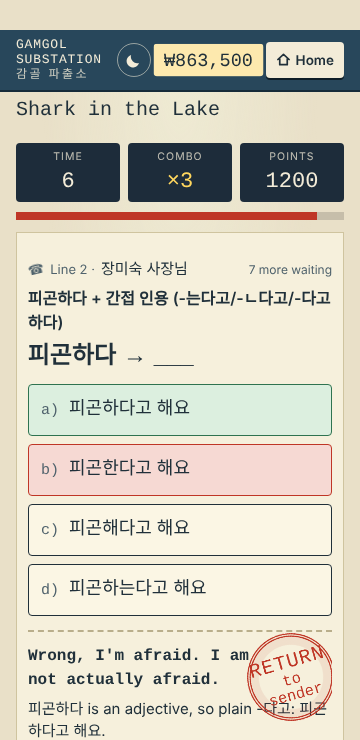 GAMGOL
SUBSTATION
감골 파출소
₩863,500
Home
Shark in the Lake
TIME
6
COMBO
×3
POINTS
1200
☎ Line 2 · 장미숙 사장님
7 more waiting
피곤하다 + 간접 인용 (-는다고/-ㄴ다고/-다고
하다)
피곤하다 → ___
a) 피곤하다고 해요
b) 피곤한다고 해요
c) 피곤해다고 해요
d) 피곤하는다고 해요
Wrong, I'm afraid. I am
not actually afraid.
RETURN
to
sender
피곤하다 is an adjective, so plain -다고: 피곤
하다고 해요.